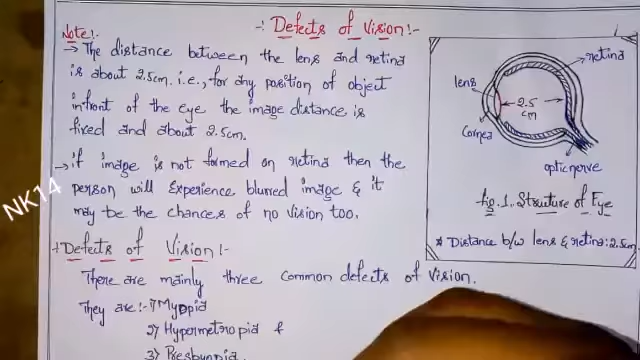 :- Defects of Vision:-
Note:-
→ The distance between the lens and retina
is about 2.5cm. i.e., for any position of object
infront of the eye the image distance is
fixed and about 2.5cm.
→ if image is not formed on retina then the
person will Experience blurred image & it
may be the chances of no vision too.
retina
lens
2.5
cm
Cornea
optic nerve
fig. 1. Structure of Eye
* Distance b/w lens & retina: 2.5cm
NK14
Defects of Vision:-
There are mainly three common defects of vision.
They are:- 1) Myopia
2) Hypermetropia &
3) Presbyopia.